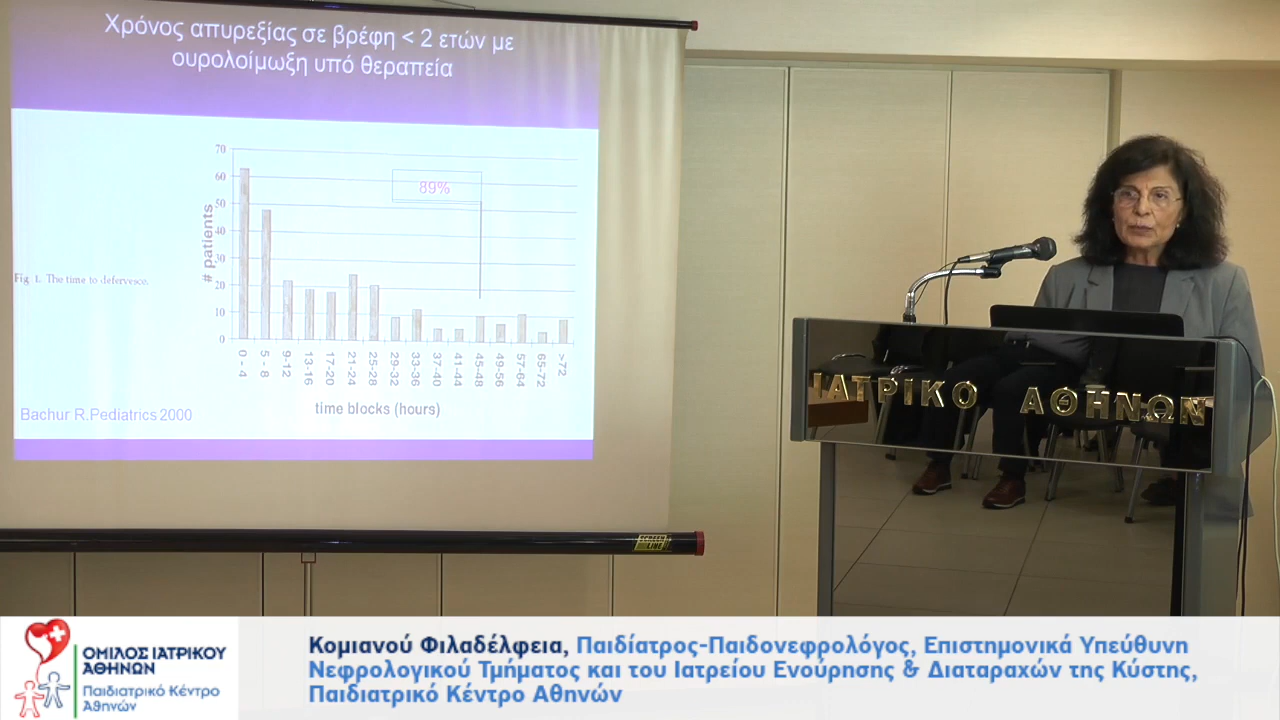 Χρόνος απυρεξίας σε βρέφη < 2 ετών με
ουρολοίμωξη υπό θεραπεία
70
60
50
40
30
20
10
0
# patients
89%
Fig 1. The time to defervesce.
0 - 4
5 - 8
9-12
13-16
17-20
21-24
25-28
29-32
33-36
37-40
41-44
45-48
49-56
57-64
65-72
>72
time blocks (hours)
Bachur R.Pediatrics 2000
SCREEN
LINE
ΙΑΤΡΙΚΟ ΑΘΗΝΩΝ
ΟΜΙΛΟΣ ΙΑΤΡΙΚΟΥ
ΑΘΗΝΩΝ
Παιδιατρικό Κέντρο
Αθηνών
Κομιανού Φιλαδέλφεια, Παιδίατρος-Παιδονεφρολόγος, Επιστημονικά Υπεύθυνη
Νεφρολογικού Τμήματος και του Ιατρείου Ενούρησης & Διαταραχών της Κύστης,
Παιδιατρικό Κέντρο Αθηνών